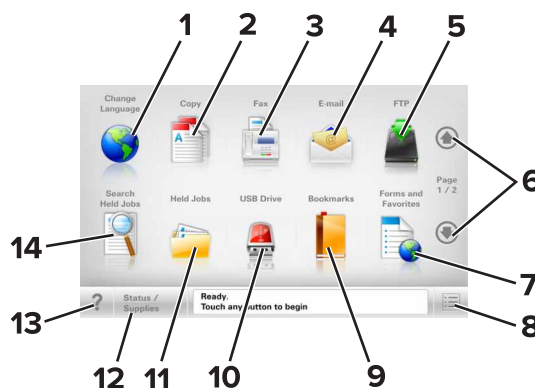 1
2
3
4
5
Change
Language
Copy
Fax
E-mail
FTP
6
Page
1 / 2
Search
Held Jobs
Held Jobs
USB Drive
Bookmarks
Forms and
Favorites
14
7
?
Status /
Supplies
Ready.
Touch any button to begin
13
12
11
10
9
8